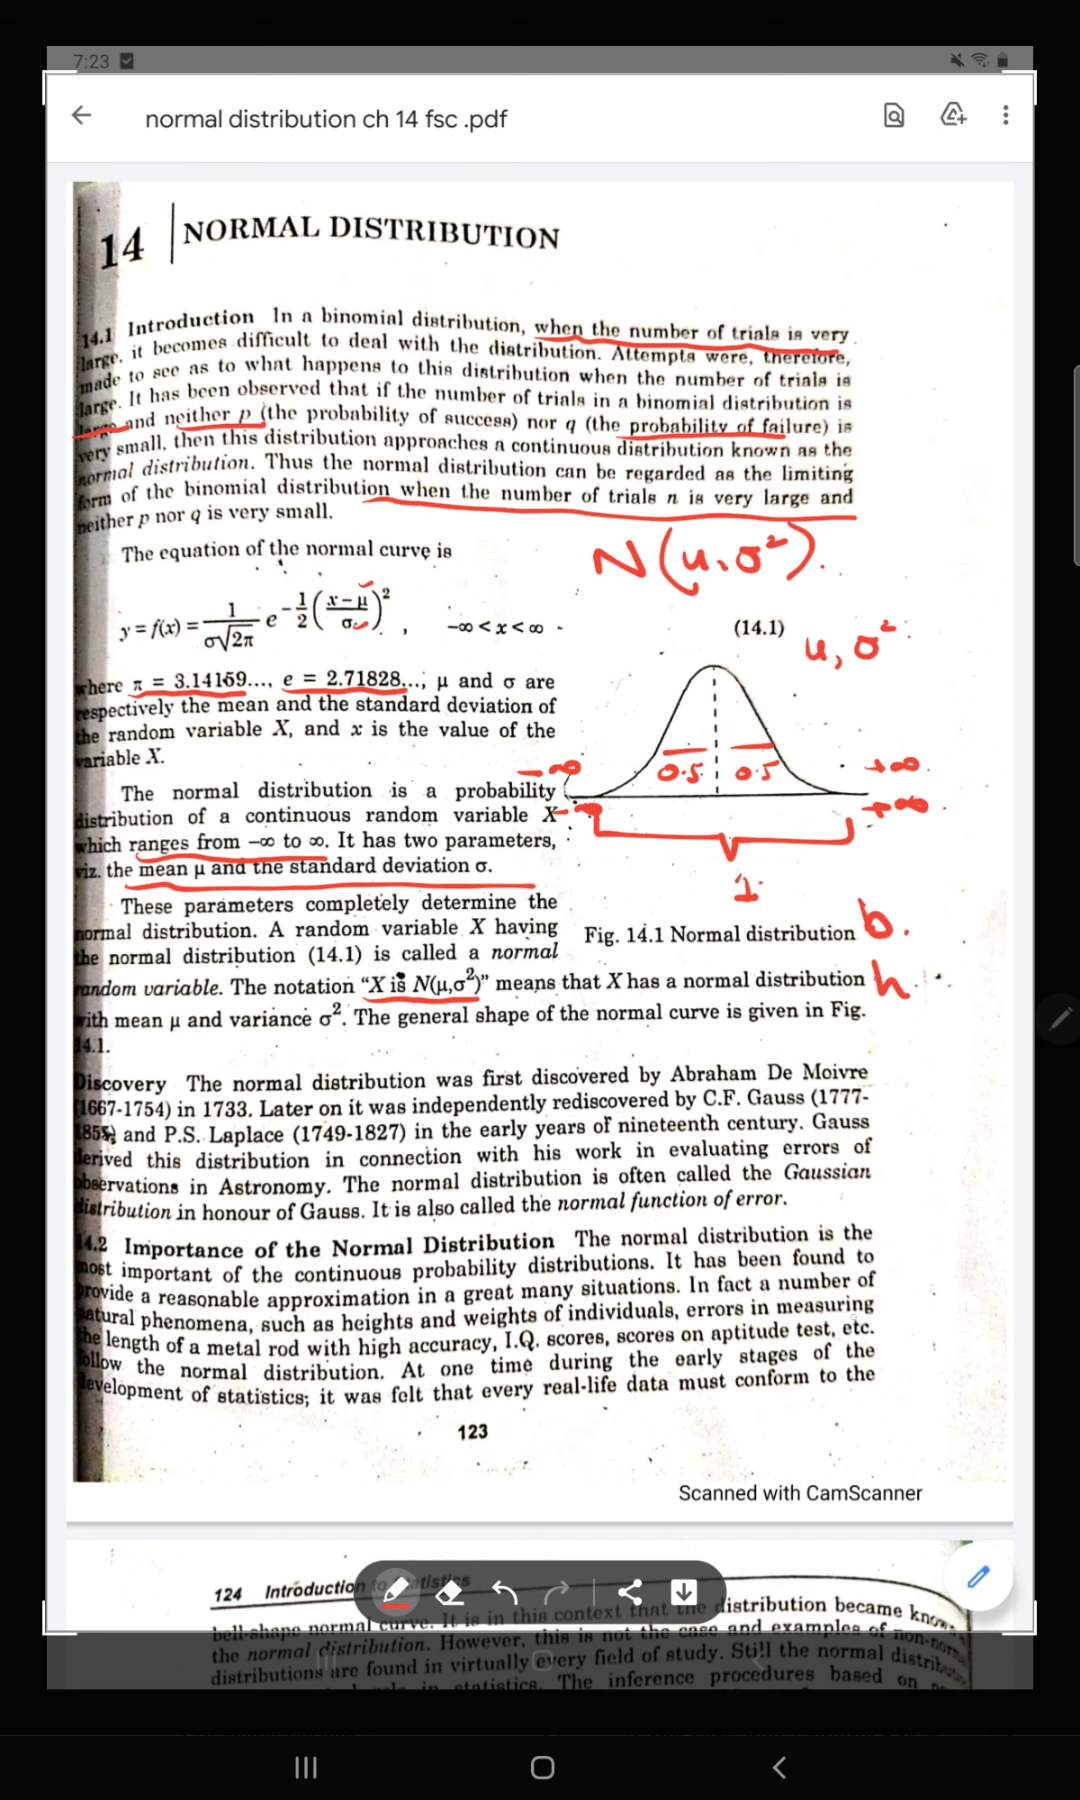 7:23
normal distribution ch 14 fsc .pdf
14 NORMAL DISTRIBUTION
14.1 Introduction In a binomial distribution, when the number of trials is very
large, it becomes difficult to deal with the distribution. Attempts were, therefore,
made to see as to what happens to this distribution when the number of trials is
large. It has been observed that if the number of trials in a binomial distribution is
large and neither p (the probability of success) nor q (the probability of failure) is
very small, then this distribution approaches a continuous distribution known as the
normal distribution. Thus the normal distribution can be regarded as the limiting
form of the binomial distribution when the number of trials n is very large and
neither p nor q is very small.
N(μ, σ²).
The equation of the normal curve is
y = f(x) = 1/(σ√2π) e^{-1/2 ((x-μ)/σ)²}, -∞ < x < ∞ (14.1)
μ, σ²
where π = 3.14159..., e = 2.71828..., μ and σ are
respectively the mean and the standard deviation of
the random variable X, and x is the value of the
variable X.
-∞ 0.5 0.5 +∞
-∞ +∞
1.
The normal distribution is a probability
distribution of a continuous random variable X
which ranges from -∞ to ∞. It has two parameters,
viz. the mean μ and the standard deviation σ.
These parameters completely determine the
normal distribution. A random variable X having
the normal distribution (14.1) is called a normal
Fig. 14.1 Normal distribution
b.
h
random variable. The notation “X is N(μ,σ²)” means that X has a normal distribution
with mean μ and variance σ². The general shape of the normal curve is given in Fig.
14.1.
Discovery The normal distribution was first discovered by Abraham De Moivre
(1667-1754) in 1733. Later on it was independently rediscovered by C.F. Gauss (1777-
1855) and P.S. Laplace (1749-1827) in the early years of nineteenth century. Gauss
derived this distribution in connection with his work in evaluating errors of
observations in Astronomy. The normal distribution is often called the Gaussian
distribution in honour of Gauss. It is also called the normal function of error.
14.2 Importance of the Normal Distribution The normal distribution is the
most important of the continuous probability distributions. It has been found to
provide a reasonable approximation in a great many situations. In fact a number of
natural phenomena, such as heights and weights of individuals, errors in measuring
the length of a metal rod with high accuracy, I.Q. scores, scores on aptitude test, etc.
follow the normal distribution. At one time during the early stages of the
development of statistics; it was felt that every real-life data must conform to the
123
Scanned with CamScanner
124 Introduction to Statistics
bell-shape normal curve. It is in this context that the distribution became known
the normal distribution. However, this is not the case and examples of non-norm
distributions are found in virtually every field of study. Still the normal distribu
in statistics. The inference procedures based on